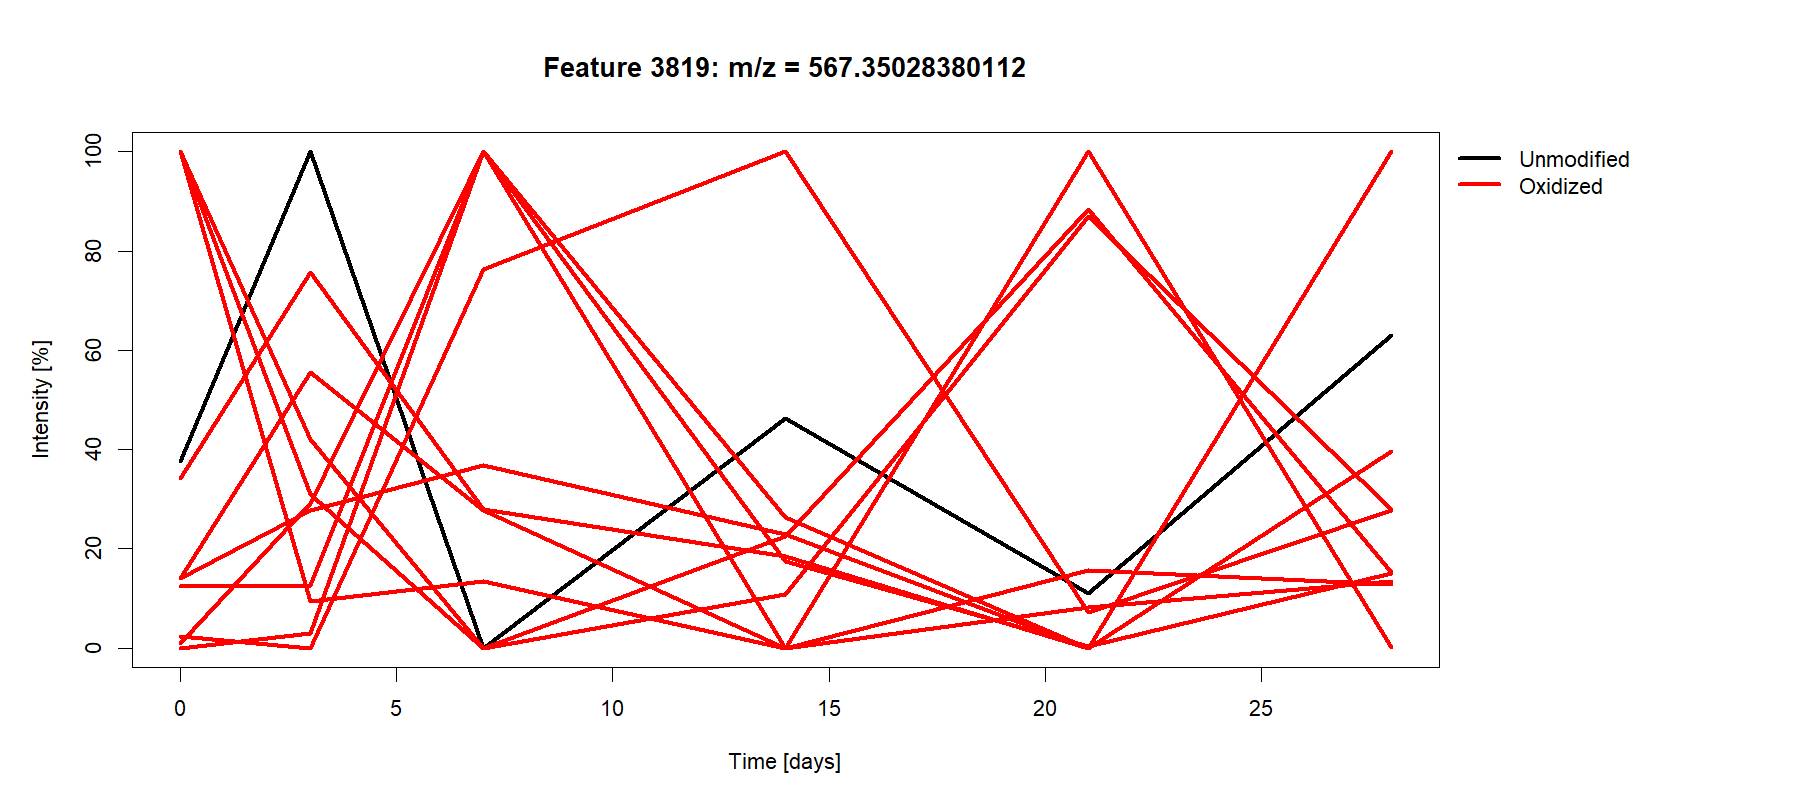 Feature 3819: m/z = 567.35028380112
Unmodified
Oxidized
Intensity [%]
100
80
60
40
20
0
0 5 10 15 20 25
Time [days]